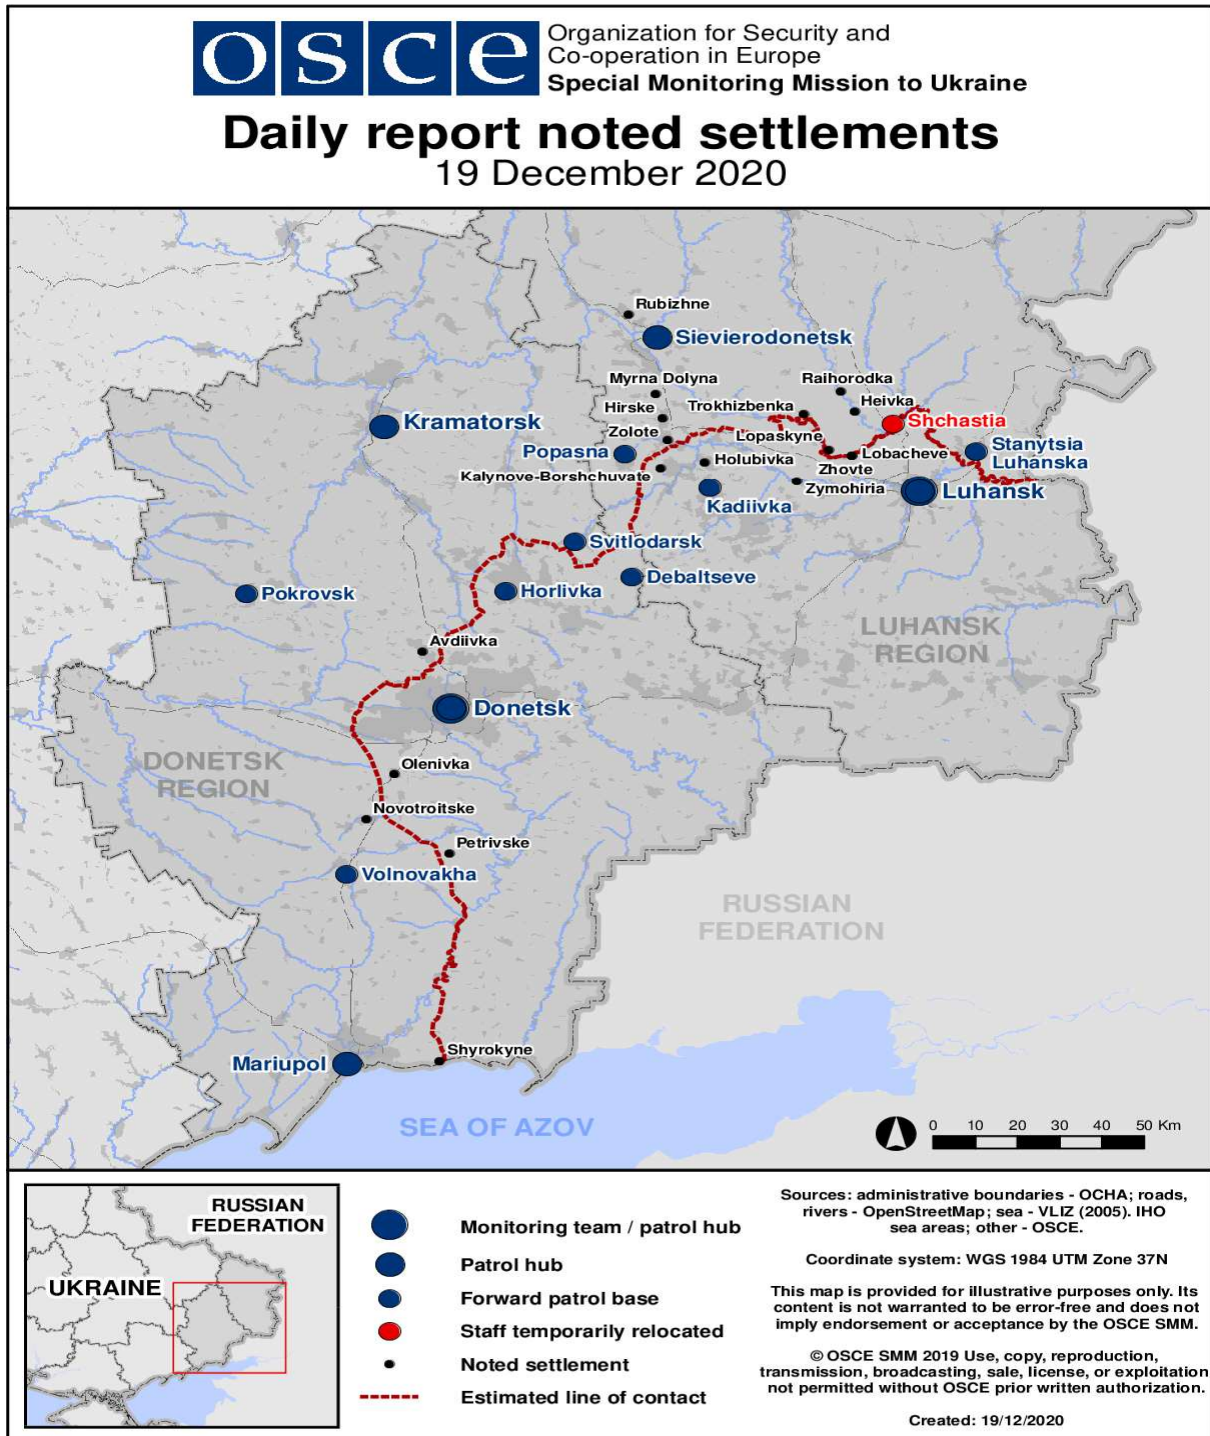 osce
Organization for Security and
Co-operation in Europe
Special Monitoring Mission to Ukraine
Daily report noted settlements
19 December 2020
Rubizhne
Sievierodonetsk
Myrna Dolyna
Raihorodka
Hirske
Trokhizbenka
Heivka
Kramatorsk
Shchastia
Zolote
Lopaskyne
Popasna
Stanytsia
Luhanska
Lobacheve
Holubivka
Zhovte
Kalynove-Borshchuvate
Zymohiria
Luhansk
Kadiivka
Svitlodarsk
Debaltseve
Pokrovsk
Horlivka
LUHANSK
REGION
Avdiivka
Donetsk
DONETSK
REGION
Olenivka
Novotroitske
Petrivske
Volnovakha
RUSSIAN
FEDERATION
Shyrokyne
Mariupol
SEA OF AZOV
0 10 20 30 40 50 Km
RUSSIAN
FEDERATION
UKRAINE
Monitoring team / patrol hub
Patrol hub
Forward patrol base
Staff temporarily relocated
Noted settlement
Estimated line of contact
Sources: administrative boundaries - OCHA; roads,
rivers - OpenStreetMap; sea - VLIZ (2005). IHO
sea areas; other - OSCE.
Coordinate system: WGS 1984 UTM Zone 37N
This map is provided for illustrative purposes only. Its
content is not warranted to be error-free and does not
imply endorsement or acceptance by the OSCE SMM.
© OSCE SMM 2019 Use, copy, reproduction,
transmission, broadcasting, sale, license, or exploitation
not permitted without OSCE prior written authorization.
Created: 19/12/2020